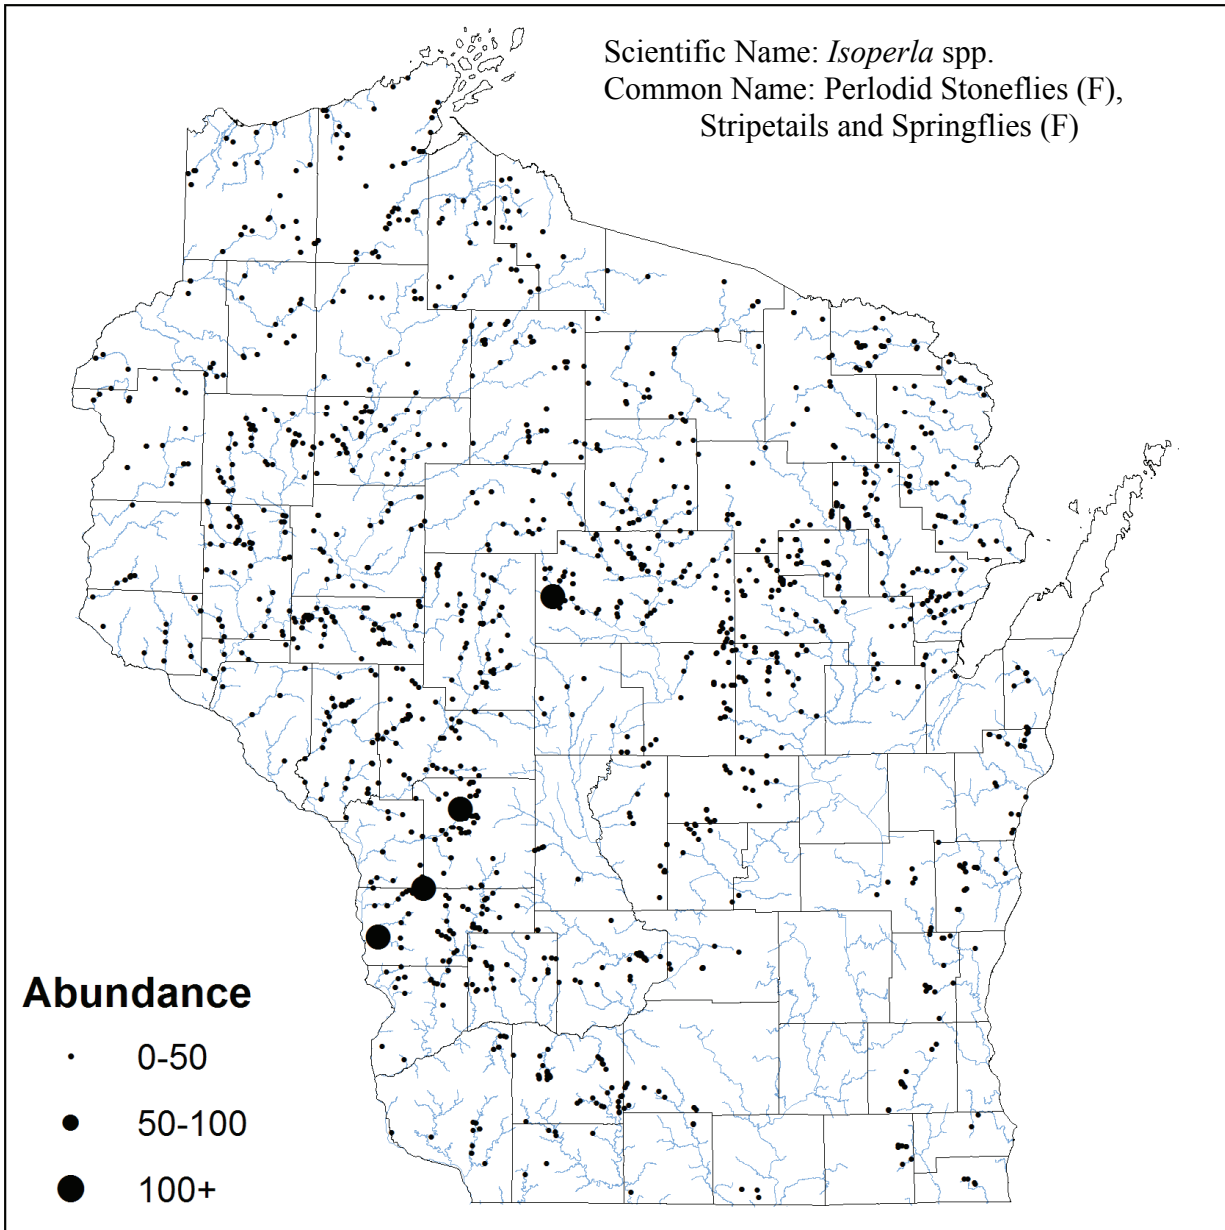 Scientific Name: Isoperla spp.
Common Name: Perlodid Stoneflies (F),
Stripetails and Springflies (F)
Abundance
0-50
50-100
100+